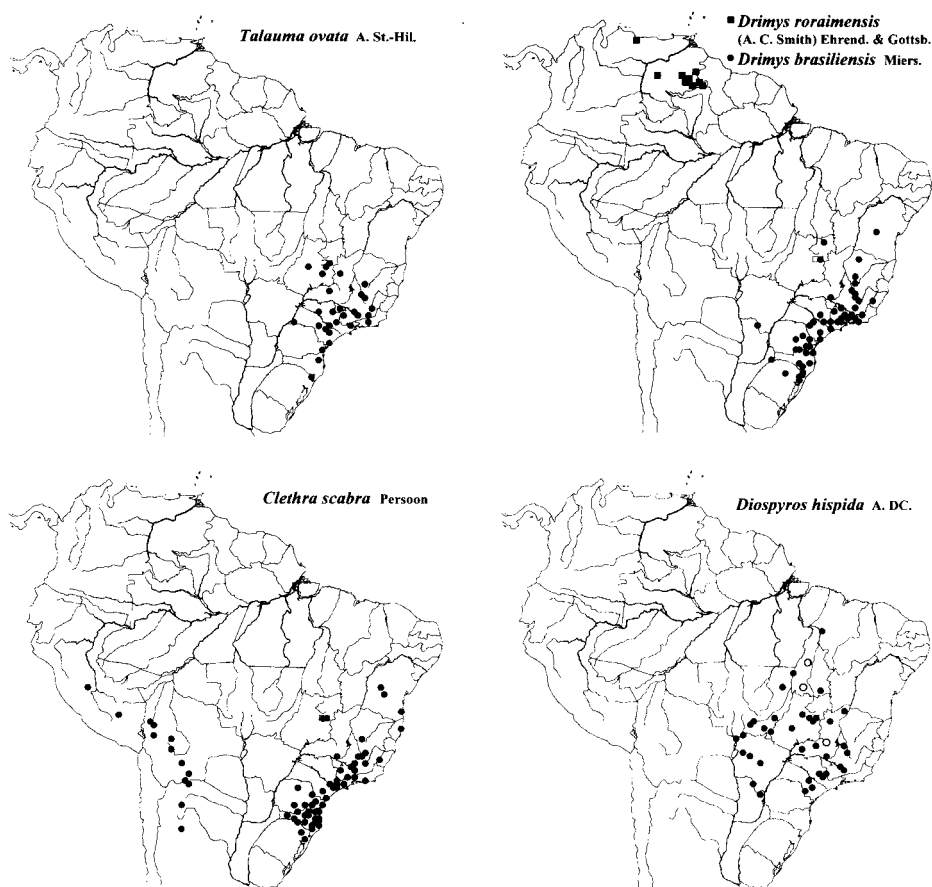 Talauma ovata A. St.-Hil.
■ Drimys roraimensis
(A. C. Smith) Ehrend. & Gottsb.
● Drimys brasiliensis Miers.
Clethra scabra Persoon
Diospyros hispida A. DC.